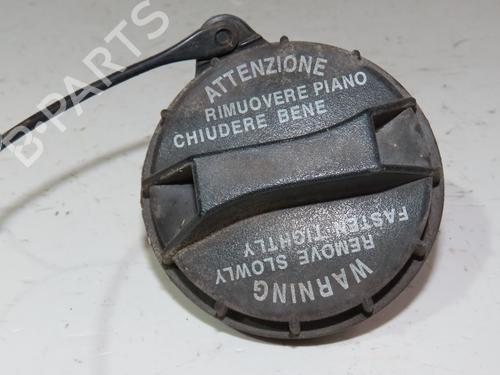 B-PARTS
ATTENZIONE
RIMUOVERE PIANO
CHIUDERE BENE
WARNING
REMOVE SLOWLY
FASTEN TIGHTLY